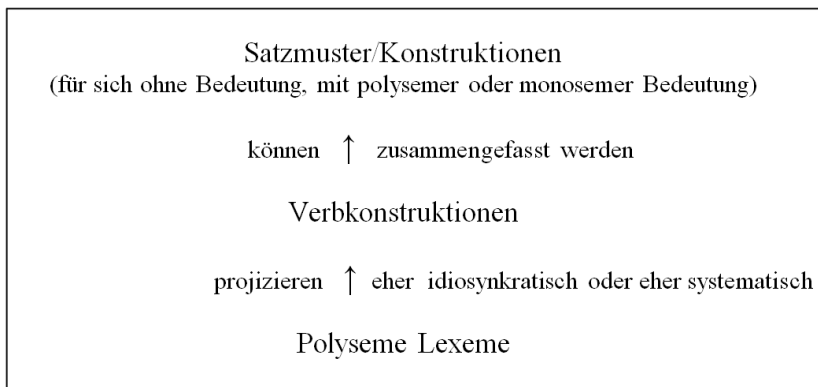 Satzmuster/Konstruktionen
(für sich ohne Bedeutung, mit polysemer oder monosemer Bedeutung)
können ↑ zusammengefasst werden
Verbkonstruktionen
projizieren ↑ eher idiosynkratisch oder eher systematisch
Polyseme Lexeme